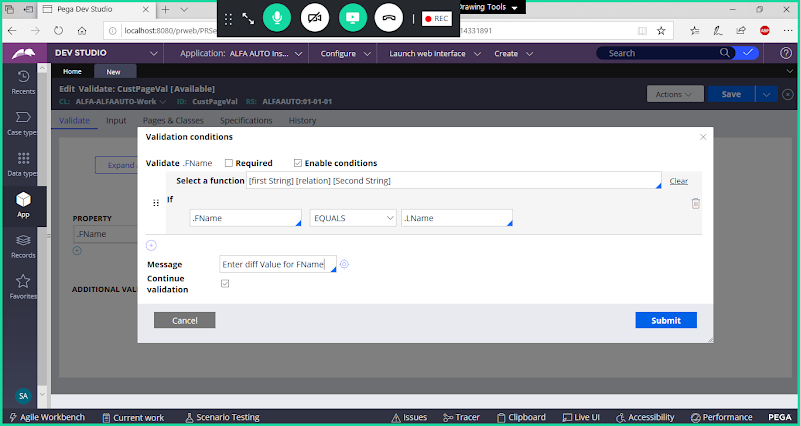 Drawing Tools
REC
Pega Dev Studio
localhost:8080/prweb/PRSe
14331891
ABP
DEV STUDIO
Application: ALFA AUTO Ins...
Configure
Launch web interface
Create
Search
Home
New
Edit Validate: CustPageVal [Available]
CL: ALFA-ALFAAUTO-Work
ID: CustPageVal
RS: ALFAAUTO:01-01-01
Actions
Save
Validate
Input
Pages & Classes
Specifications
History
Recents
Case types
Data types
App
Records
Favorites
SA
Expand
PROPERTY
.FName
ADDITIONAL VAL
Validation conditions
Validate .FName
Required
Enable conditions
Select a function
[first String] [relation] [Second String]
Clear
If
.FName
EQUALS
.LName
Message
Enter diff Value for FName
Continue
validation
Cancel
Submit
Agile Workbench
Current work
Scenario Testing
Issues
Tracer
Clipboard
Live UI
Accessibility
Performance
PEGA